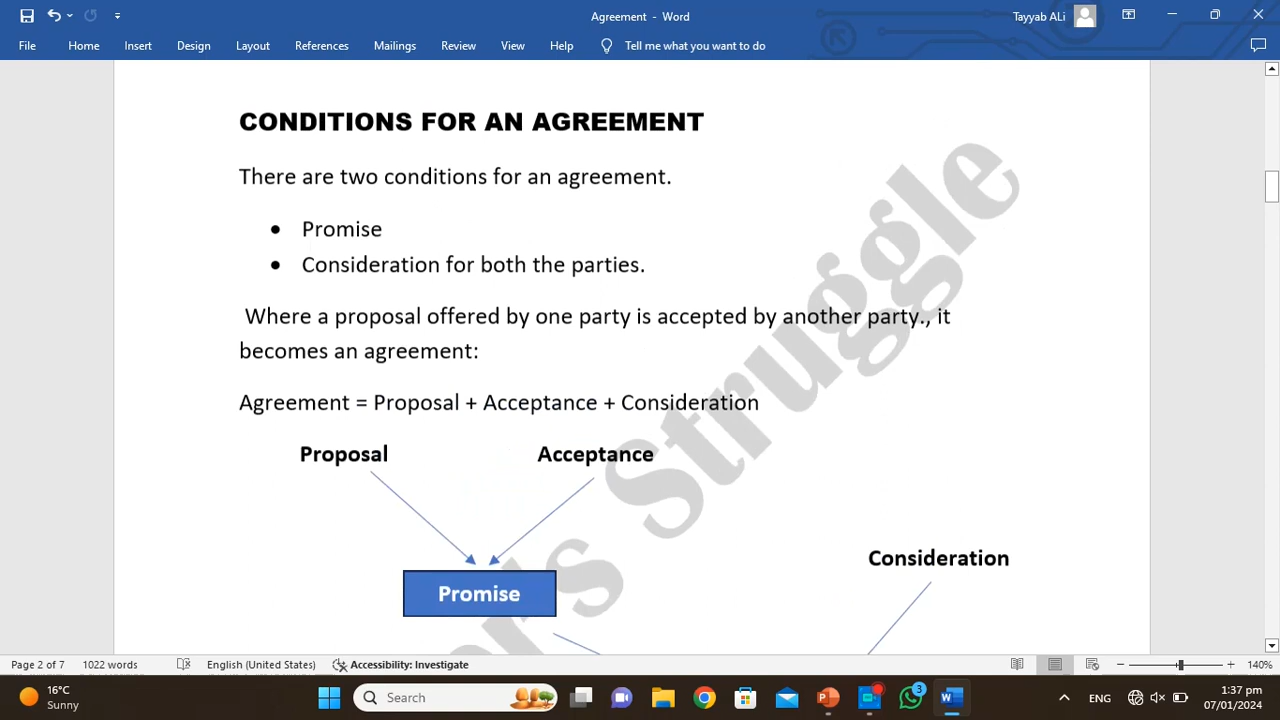 Agreement - Word
Tayyab ALi
File Home Insert Design Layout References Mailings Review View Help Tell me what you want to do
CONDITIONS FOR AN AGREEMENT
There are two conditions for an agreement.
• Promise
• Consideration for both the parties.
Where a proposal offered by one party is accepted by another party., it
becomes an agreement:
Agreement = Proposal + Acceptance + Consideration
Proposal Acceptance
Consideration
Promise
Struggle
Page 2 of 7 1022 words English (United States) Accessibility: Investigate 140%
16°C
Sunny
Search
3
W
ENG
1:37 pm
07/01/2024